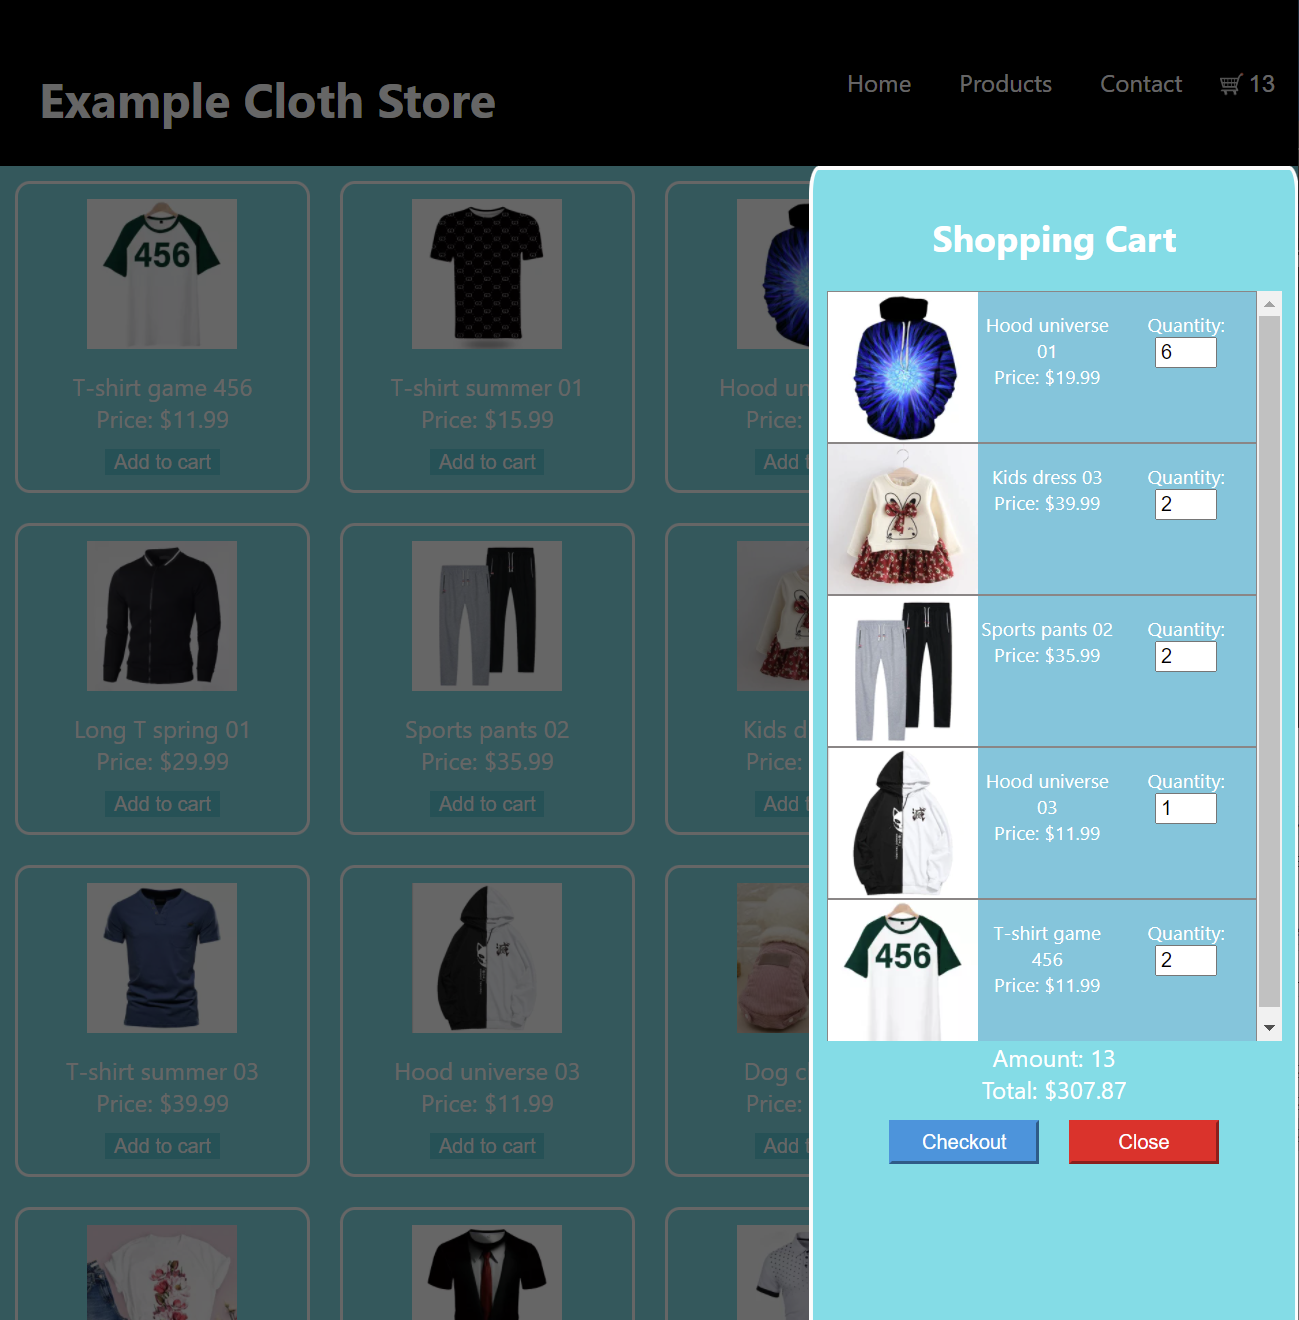 Example Cloth Store
Home
Products
Contact
13
456
T-shirt game 456
Price: $11.99
Add to cart
T-shirt summer 01
Price: $15.99
Add to cart
Hood un
Price:
Add t
Long T spring 01
Price: $29.99
Add to cart
Sports pants 02
Price: $35.99
Add to cart
Kids d
Price:
Add t
T-shirt summer 03
Price: $39.99
Add to cart
Hood universe 03
Price: $11.99
Add to cart
Dog c
Price:
Add t
Shopping Cart
Hood universe
01
Price: $19.99
Quantity:
6
Kids dress 03
Price: $39.99
Quantity:
2
Sports pants 02
Price: $35.99
Quantity:
2
Hood universe
03
Price: $11.99
Quantity:
1
456
T-shirt game
456
Price: $11.99
Quantity:
2
Amount: 13
Total: $307.87
Checkout
Close